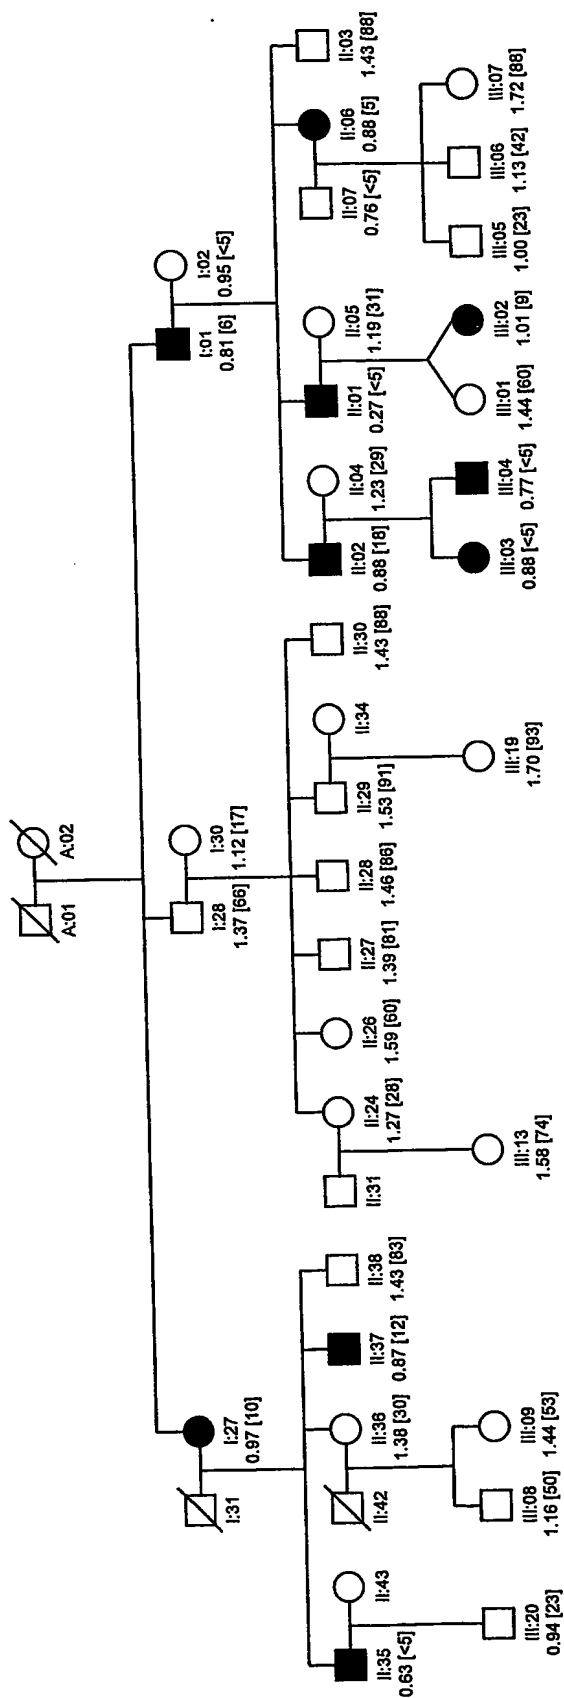 A:01
A:02
I:31
I:27
0.97 [10]
I:28
1.37 [66]
I:30
1.12 [17]
I:01
0.81 [6]
I:02
0.95 [<5]
II:35
0.63 [<5]
II:43
II:42
II:36
1.38 [30]
II:37
0.87 [12]
II:38
1.43 [83]
II:31
II:24
1.27 [28]
II:26
1.59 [60]
II:27
1.39 [81]
II:28
1.46 [86]
II:29
1.53 [91]
II:34
II:30
1.43 [88]
II:02
0.88 [18]
II:04
1.23 [29]
II:01
0.27 [<5]
II:05
1.19 [31]
II:07
0.76 [<5]
II:06
0.88 [5]
II:03
1.43 [88]
III:20
0.94 [23]
III:08
1.16 [50]
III:09
1.44 [53]
III:13
1.58 [74]
III:19
1.70 [93]
III:03
0.88 [<5]
III:04
0.77 [<5]
III:01
1.44 [60]
III:02
1.01 [9]
III:05
1.00 [23]
III:06
1.13 [42]
III:07
1.72 [88]